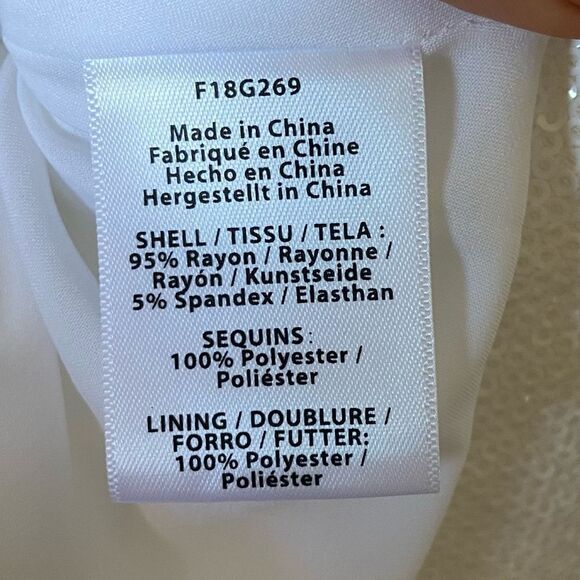 F18G269
Made in China
Fabriqué en Chine
Hecho en China
Hergestellt in China
SHELL / TISSU / TELA :
95% Rayon / Rayonne /
Rayón / Kunstseide
5% Spandex / Elasthan
SEQUINS :
100% Polyester /
Poliéster
LINING / DOUBLURE /
FORRO / FUTTER:
100% Polyester /
Poliéster